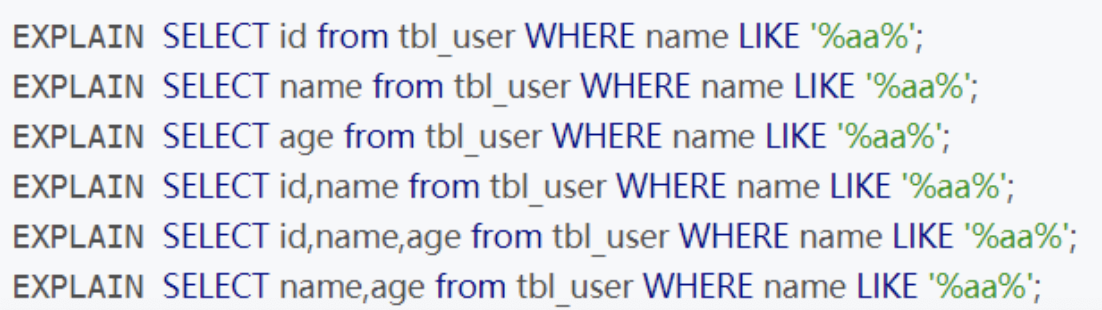 EXPLAIN SELECT id from tbl_user WHERE name LIKE '%aa%';
EXPLAIN SELECT name from tbl_user WHERE name LIKE '%aa%';
EXPLAIN SELECT age from tbl_user WHERE name LIKE '%aa%';
EXPLAIN SELECT id,name from tbl_user WHERE name LIKE '%aa%';
EXPLAIN SELECT id,name,age from tbl_user WHERE name LIKE '%aa%';
EXPLAIN SELECT name,age from tbl_user WHERE name LIKE '%aa%';